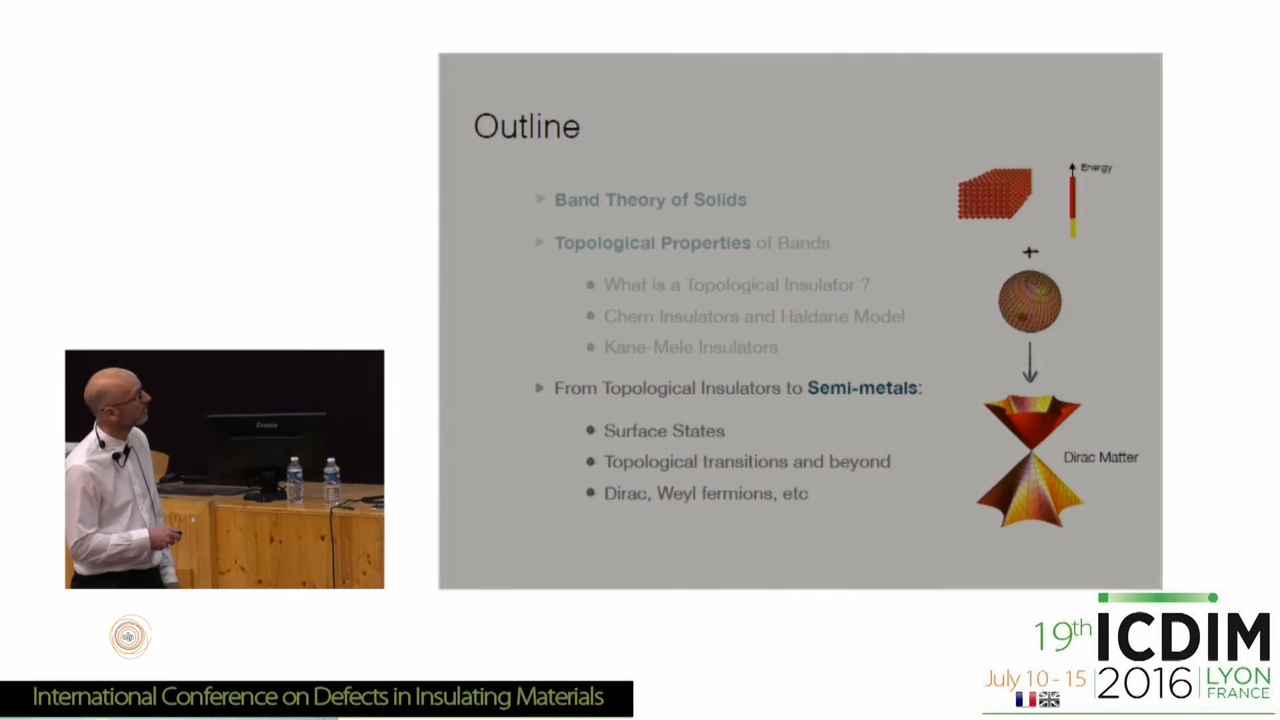 Outline
Energy
Band Theory of Solids
Topological Properties of Bands
+
What is a Topological Insulator ?
Chern Insulators and Haldane Model
Kane-Mele Insulators
From Topological Insulators to Semi-metals:
Surface States
Topological transitions and beyond
Dirac Matter
Dirac, Weyl fermions, etc
19th ICDIM
July 10 - 15 2016 LYON
FRANCE
International Conference on Defects in Insulating Materials